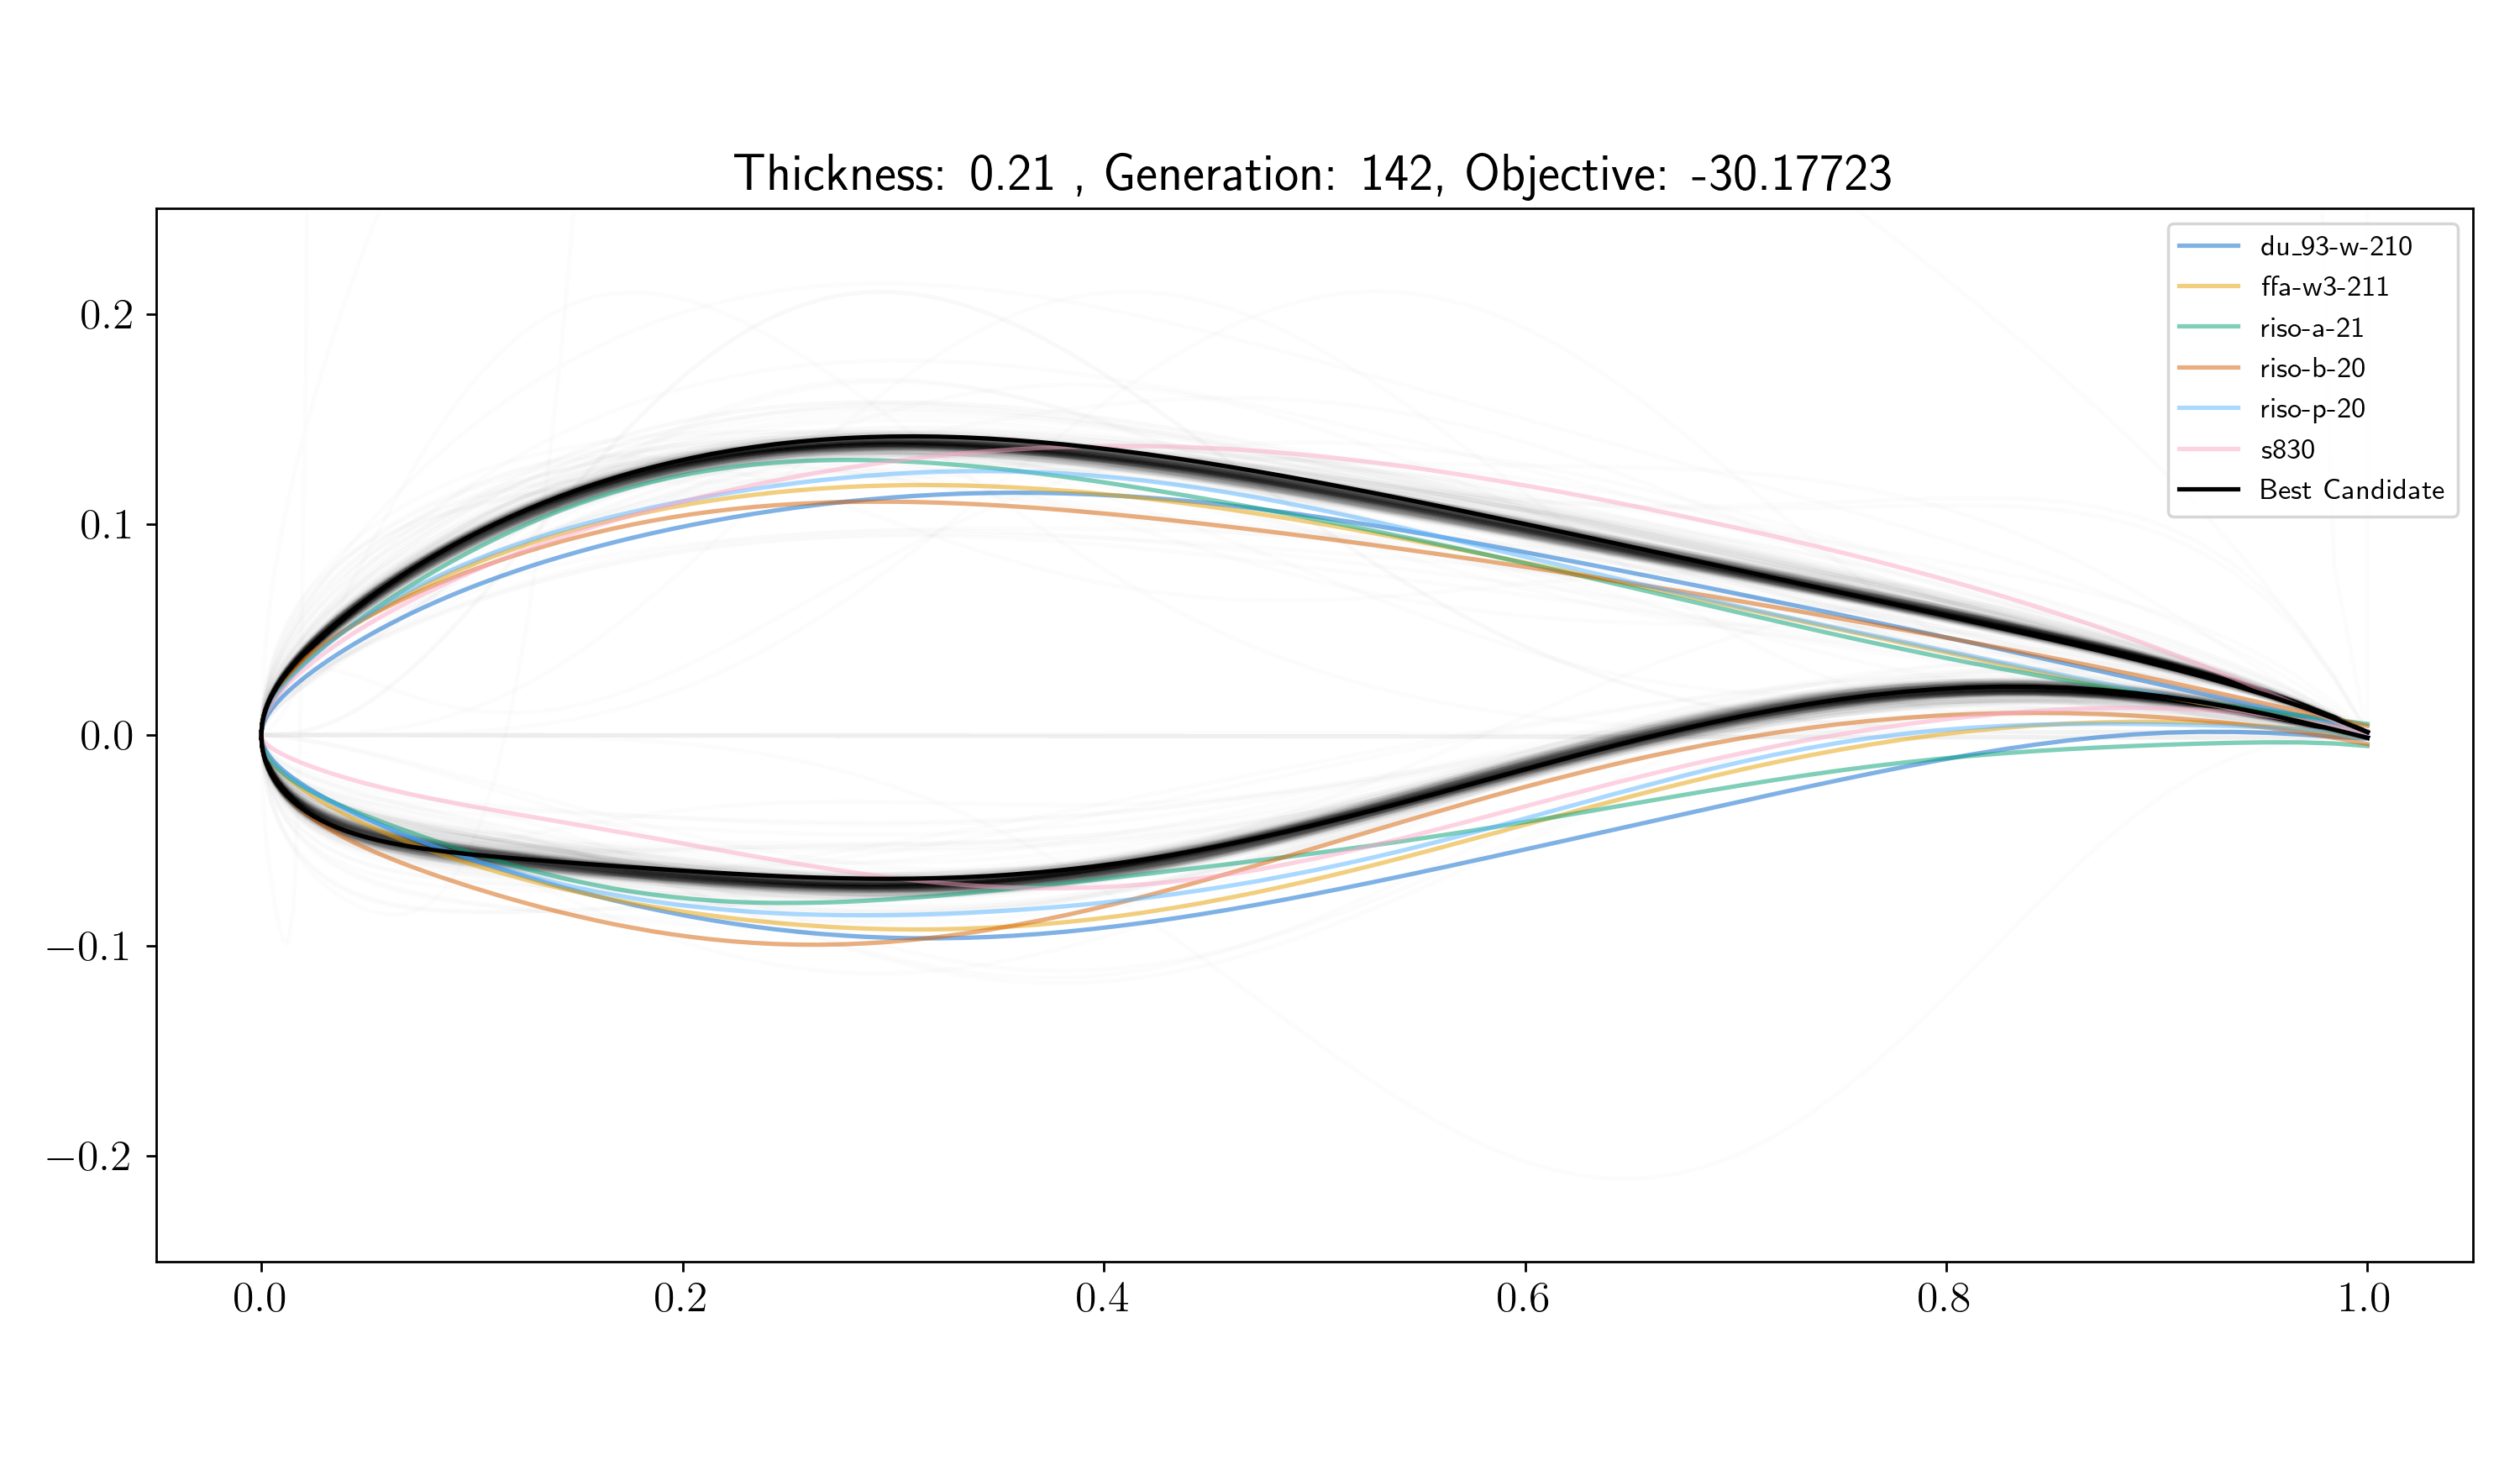 Thickness: 0.21 , Generation: 142, Objective: -30.17723
du_93-w-210
ffa-w3-211
riso-a-21
riso-b-20
riso-p-20
s830
Best Candidate
0.2
0.1
0.0
−0.1
−0.2
0.0 0.2 0.4 0.6 0.8 1.0